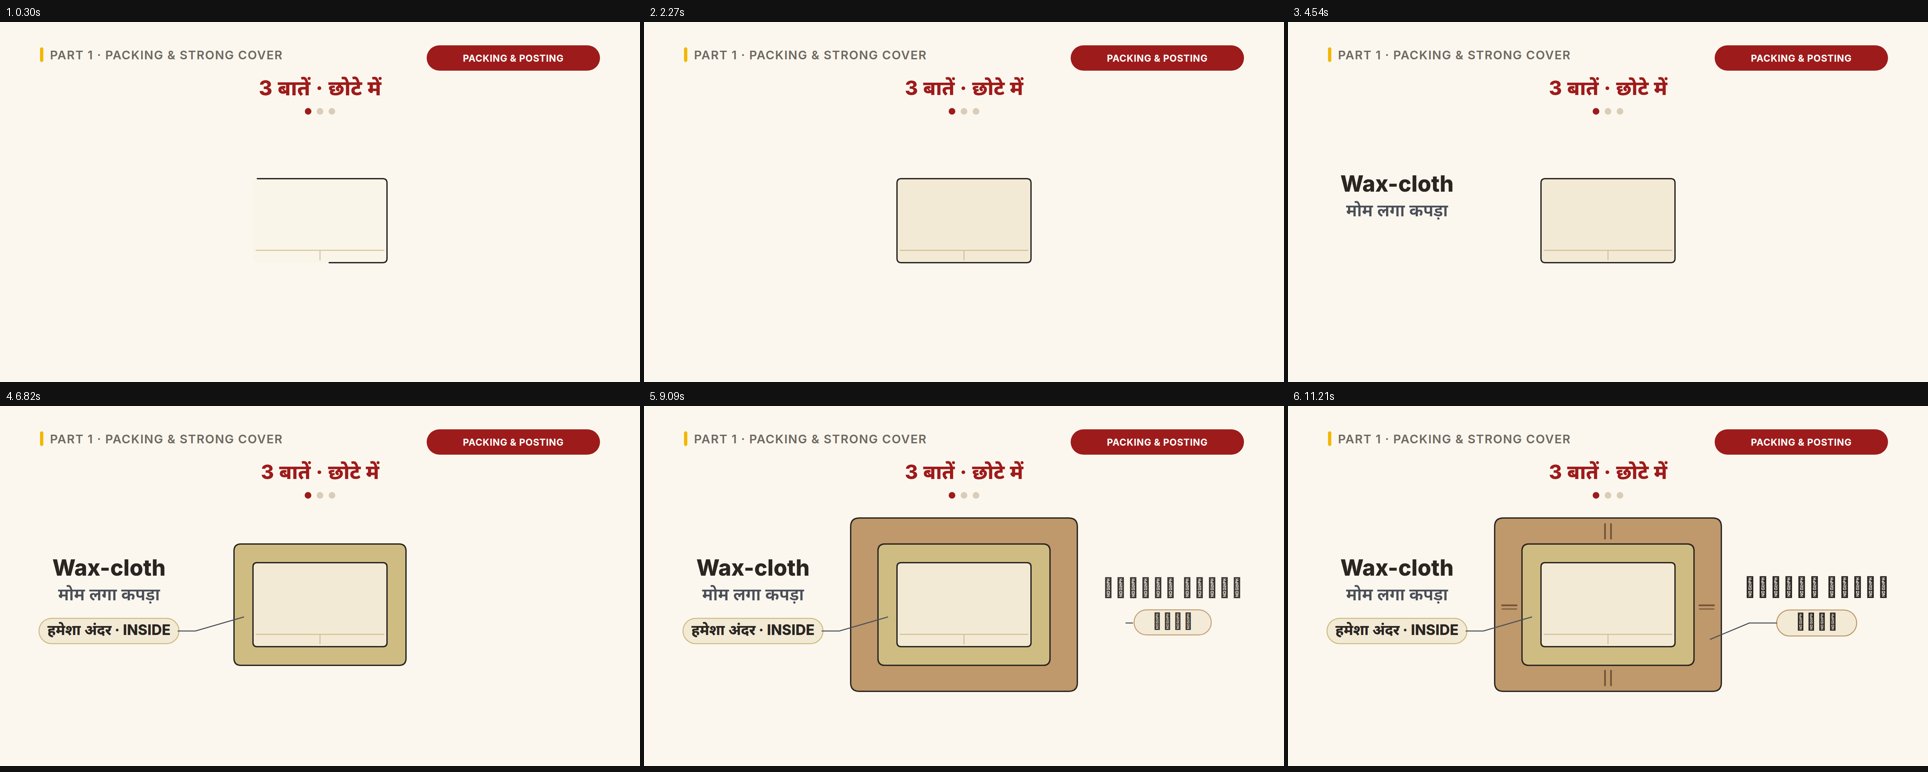 1. 0.30s
PART 1 · PACKING & STRONG COVER
PACKING & POSTING
3 बातें · छोटे में
2. 2.27s
PART 1 · PACKING & STRONG COVER
PACKING & POSTING
3 बातें · छोटे में
3. 4.54s
PART 1 · PACKING & STRONG COVER
PACKING & POSTING
3 बातें · छोटे में
Wax-cloth
मोम लगा कपड़ा
4. 6.82s
PART 1 · PACKING & STRONG COVER
PACKING & POSTING
3 बातें · छोटे में
Wax-cloth
मोम लगा कपड़ा
हमेशा अंदर · INSIDE
5. 9.09s
PART 1 · PACKING & STRONG COVER
PACKING & POSTING
3 बातें · छोटे में
Wax-cloth
मोम लगा कपड़ा
हमेशा अंदर · INSIDE
6. 11.21s
PART 1 · PACKING & STRONG COVER
PACKING & POSTING
3 बातें · छोटे में
Wax-cloth
मोम लगा कपड़ा
हमेशा अंदर · INSIDE